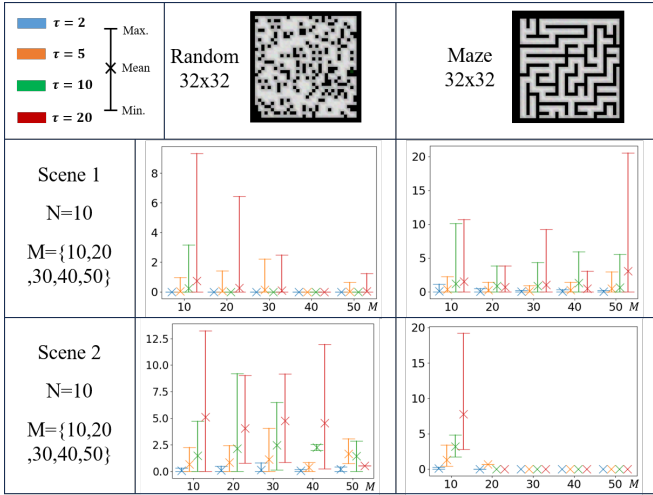 τ = 2
τ = 5
τ = 10
τ = 20
Max.
Mean
Min.
Random
32x32
Maze
32x32
Scene 1
N=10
M={10,20
,30,40,50}
8
6
4
2
0
10 20 30 40 50 M
20
15
10
5
0
10 20 30 40 50 M
Scene 2
N=10
M={10,20
,30,40,50}
12.5
10.0
7.5
5.0
2.5
0.0
10 20 30 40 50 M
20
15
10
5
0
10 20 30 40 50 M